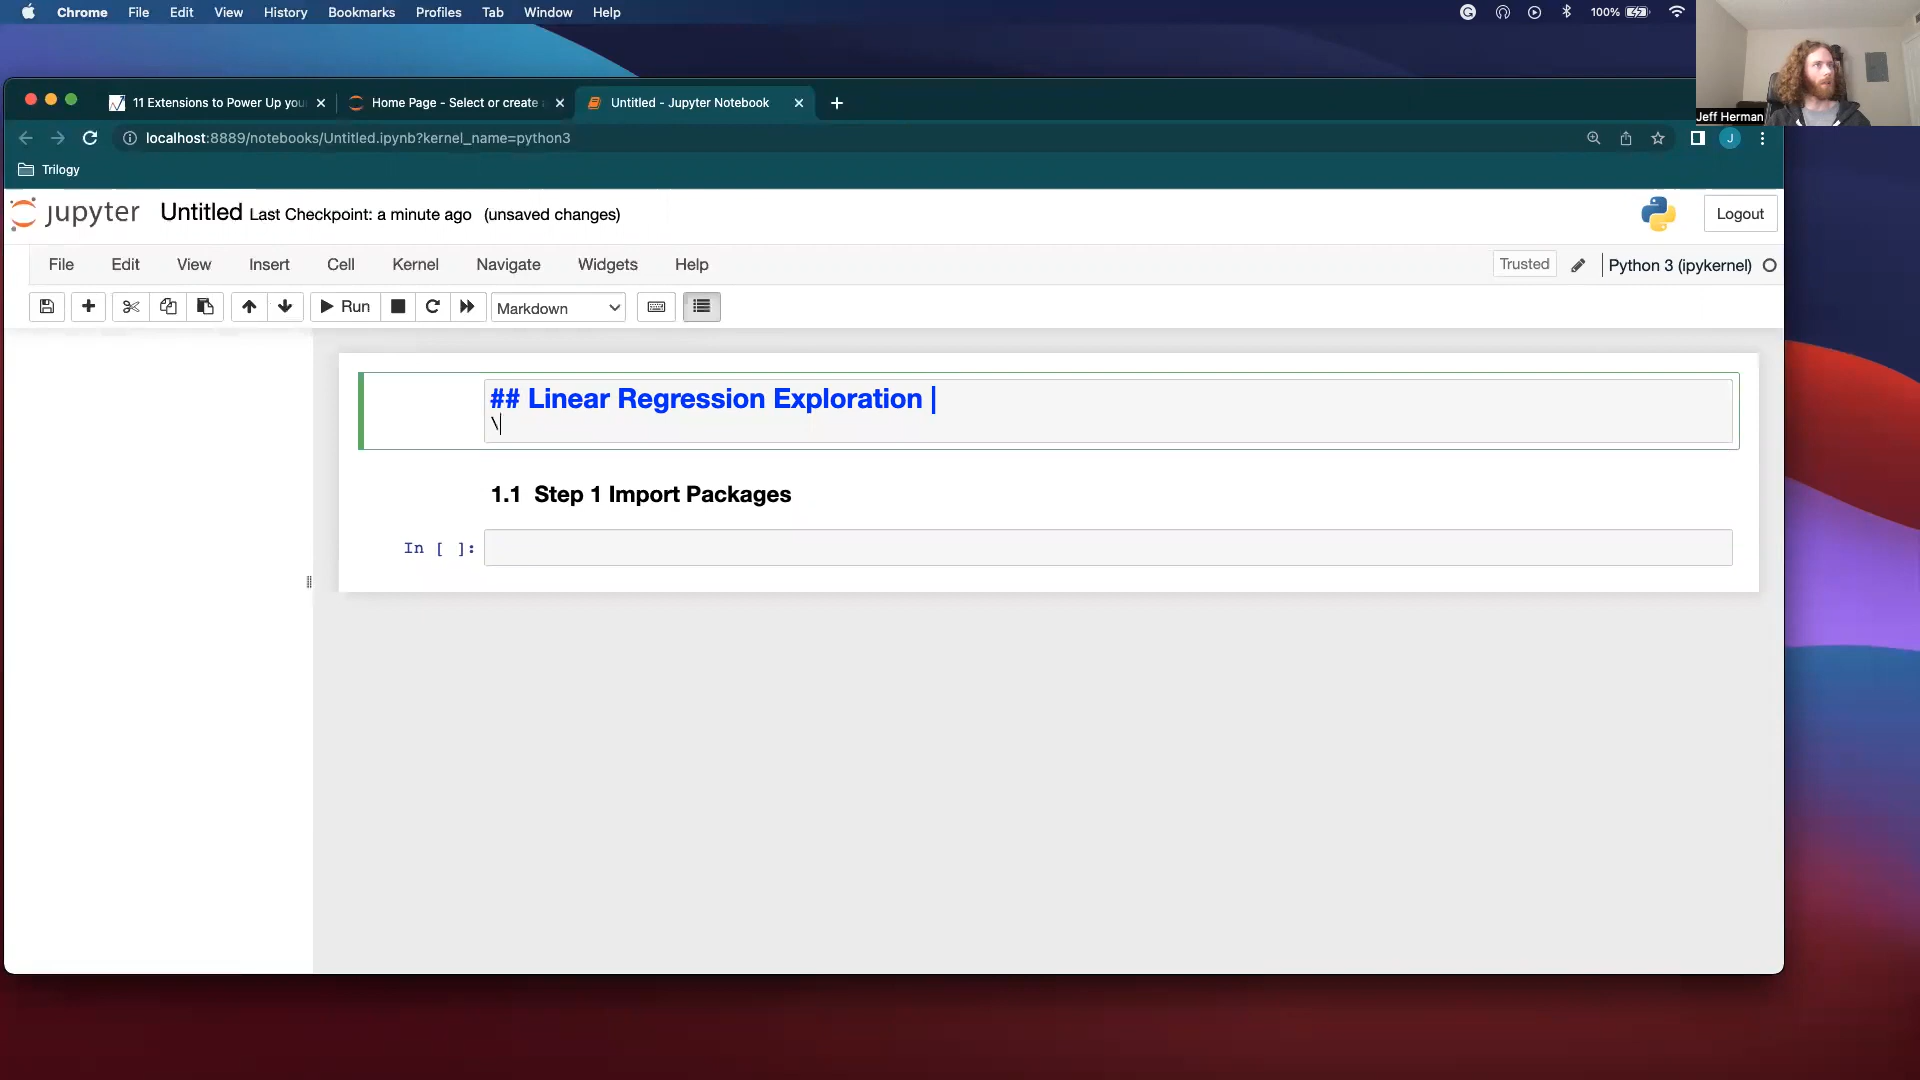 Chrome File Edit View History Bookmarks Profiles Tab Window Help
100%
Jeff Herman
11 Extensions to Power Up you
Home Page - Select or create a
Untitled - Jupyter Notebook
localhost:8889/notebooks/Untitled.ipynb?kernel_name=python3
J
Trilogy
jupyter Untitled Last Checkpoint: a minute ago (unsaved changes)
Logout
File Edit View Insert Cell Kernel Navigate Widgets Help
Trusted
Python 3 (ipykernel)
Run
Markdown
## Linear Regression Exploration |
\
1.1 Step 1 Import Packages
In [ ]: